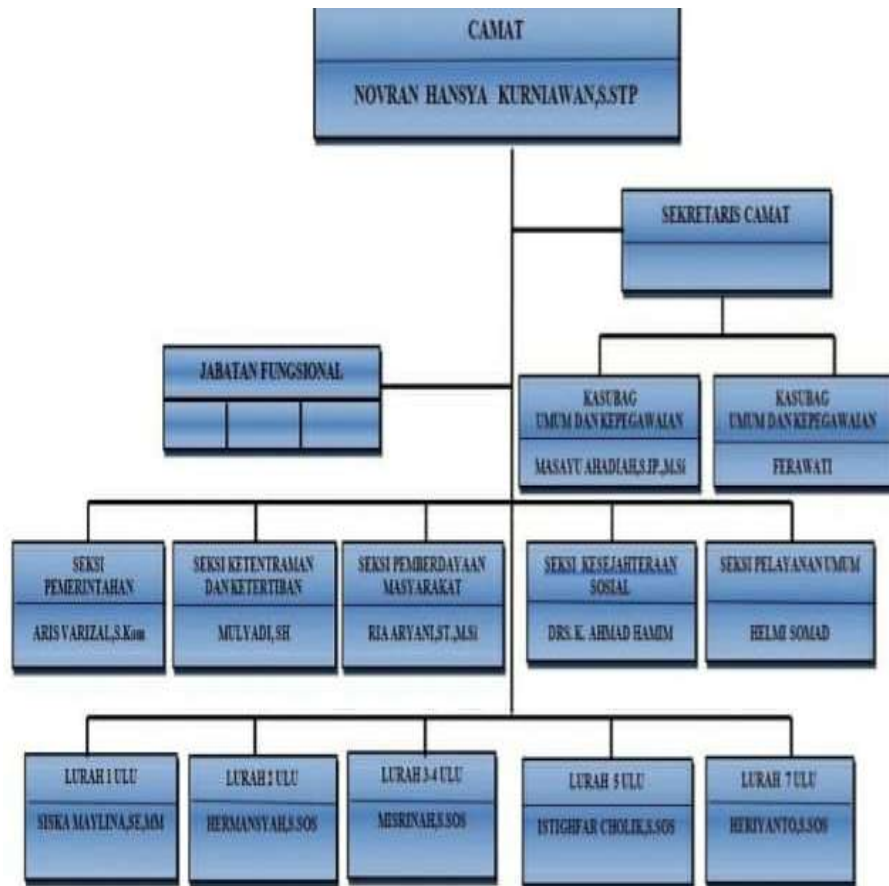 CAMAT
NOVRAN HANSYA KURNIAWAN,S.STP
SEKRETARIS CAMAT
JABATAN FUNGSIONAL
KASUBAG
UMUM DAN KEPEGAWAIAN
MASAYU AHADIAH,S.IP.,M.Si
KASUBAG
UMUM DAN KEPEGAWAIAN
FERAWATI
SEKSI
PEMERINTAHAN
ARIS VARIZAL,S.Kom
SEKSI KETENTRAMAN
DAN KETERTIBAN
MULYADI, SH
SEKSI PEMBERDAYAAN
MASYARAKAT
RIA ARYANI,ST.,M.Si
SEKSI KESEJAHTERAAN
SOSIAL
DRS. K. AHMAD HAMIM
SEKSI PELAYANAN UMUM
HELMI SOMAD
LURAH 1 ULU
SISKA MAYLINA,SE,MM
LURAH 2 ULU
HERMANSYAH,S.SOS
LURAH 3-4 ULU
MISRINAH,S.SOS
LURAH 5 ULU
ISTIGHFAR CHOLIK,S.SOS
LURAH 7 ULU
HERIYANTO,S.SOS